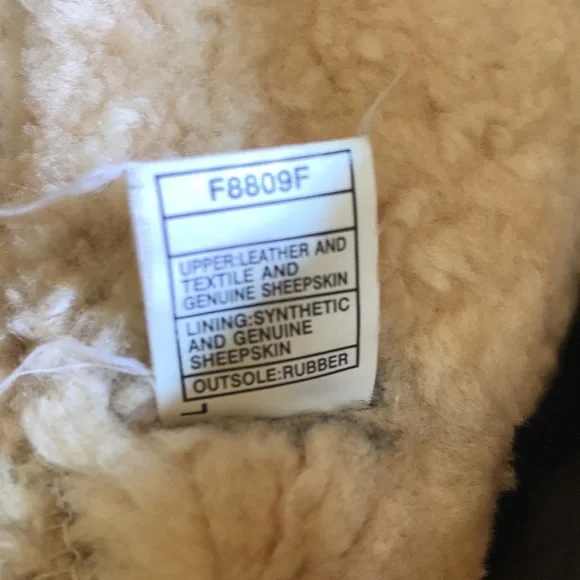 F8809F
UPPER:LEATHER AND
TEXTILE AND
GENUINE SHEEPSKIN
LINING:SYNTHETIC
AND GENUINE
SHEEPSKIN
OUTSOLE:RUBBER
L